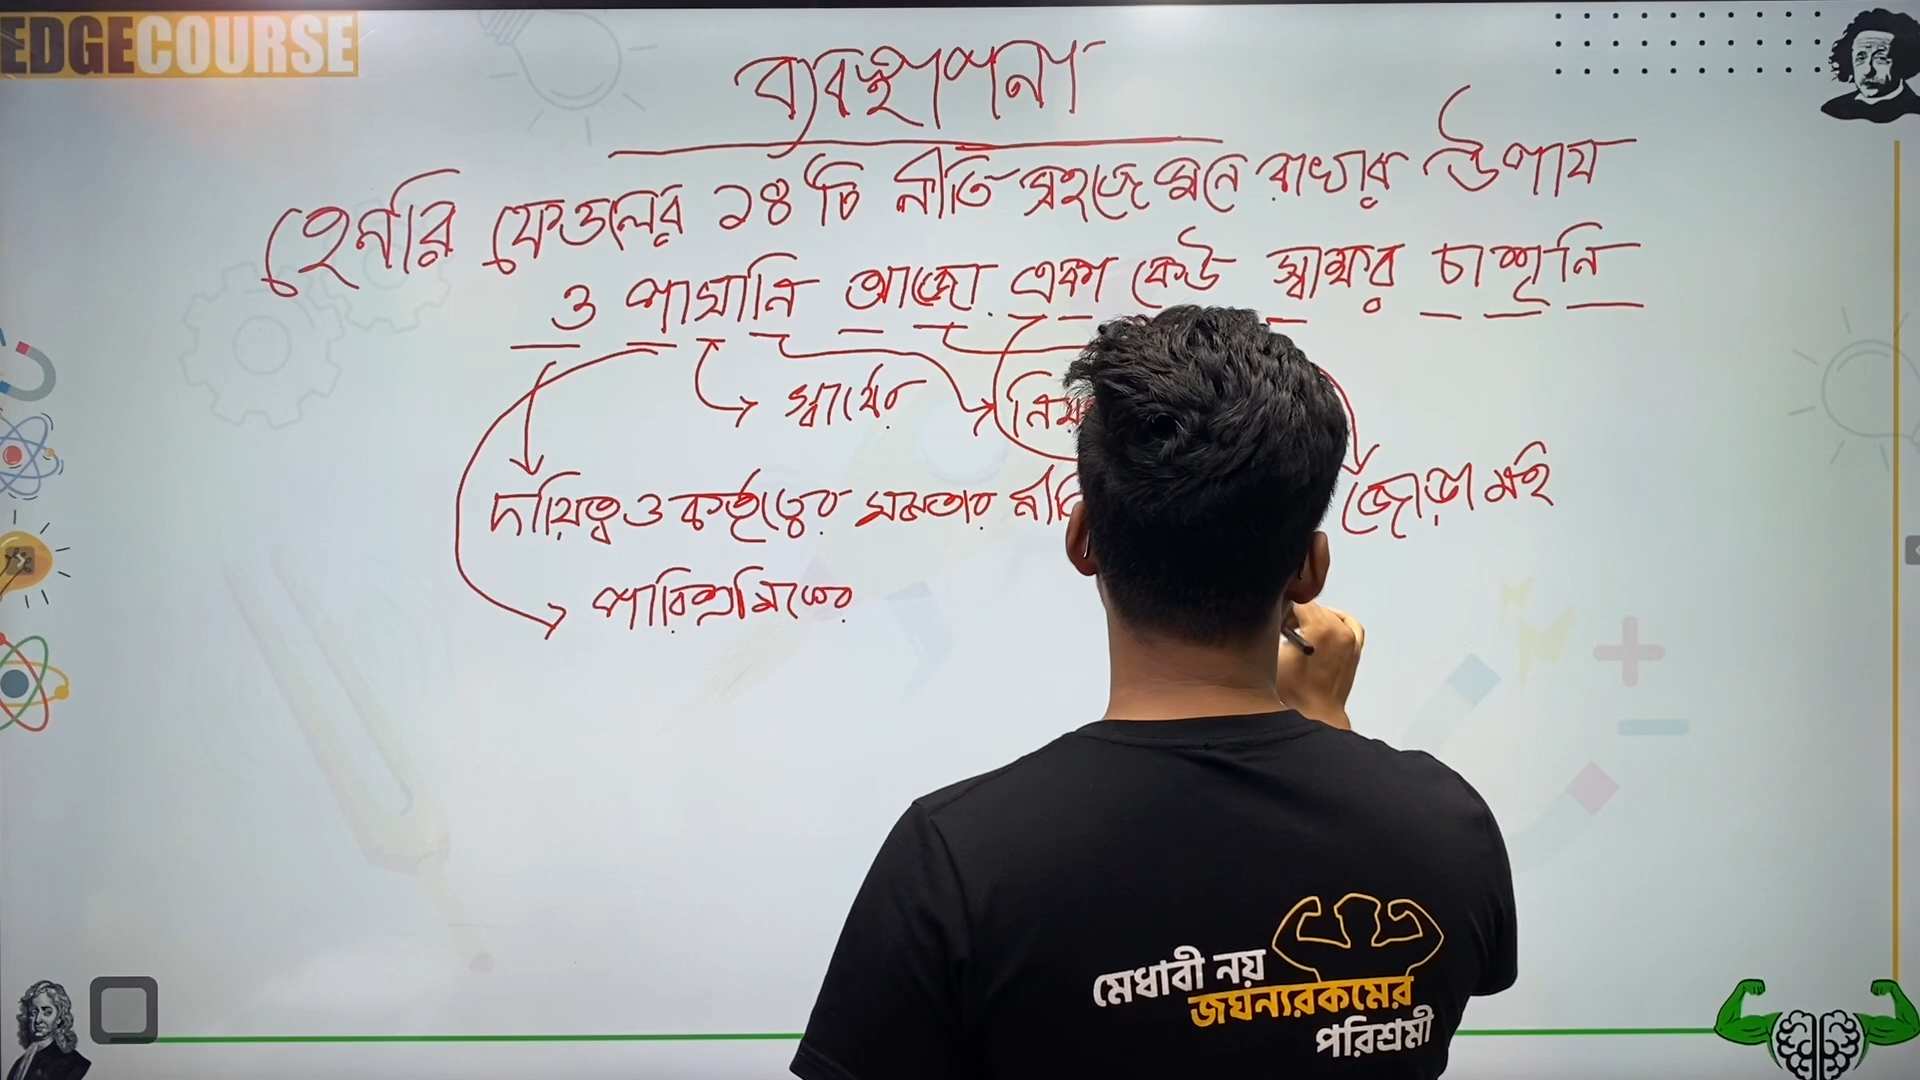 EDGECOURSE
ব্যবস্থাপনা
হেনরি ফেওলের ১৪ টি নীতি সহজে মনে রাখার উপায়
ও পাসানি আজো একা কেউ স্বাক্ষর চাশৃনি
স্বার্থের
দায়িত্ব ও কর্তৃত্বের সমতার নীতি
জোড়া মই
পারিশ্রমিকের
মেধাবী নয়
জঘন্যরকমের
পরিশ্রমী